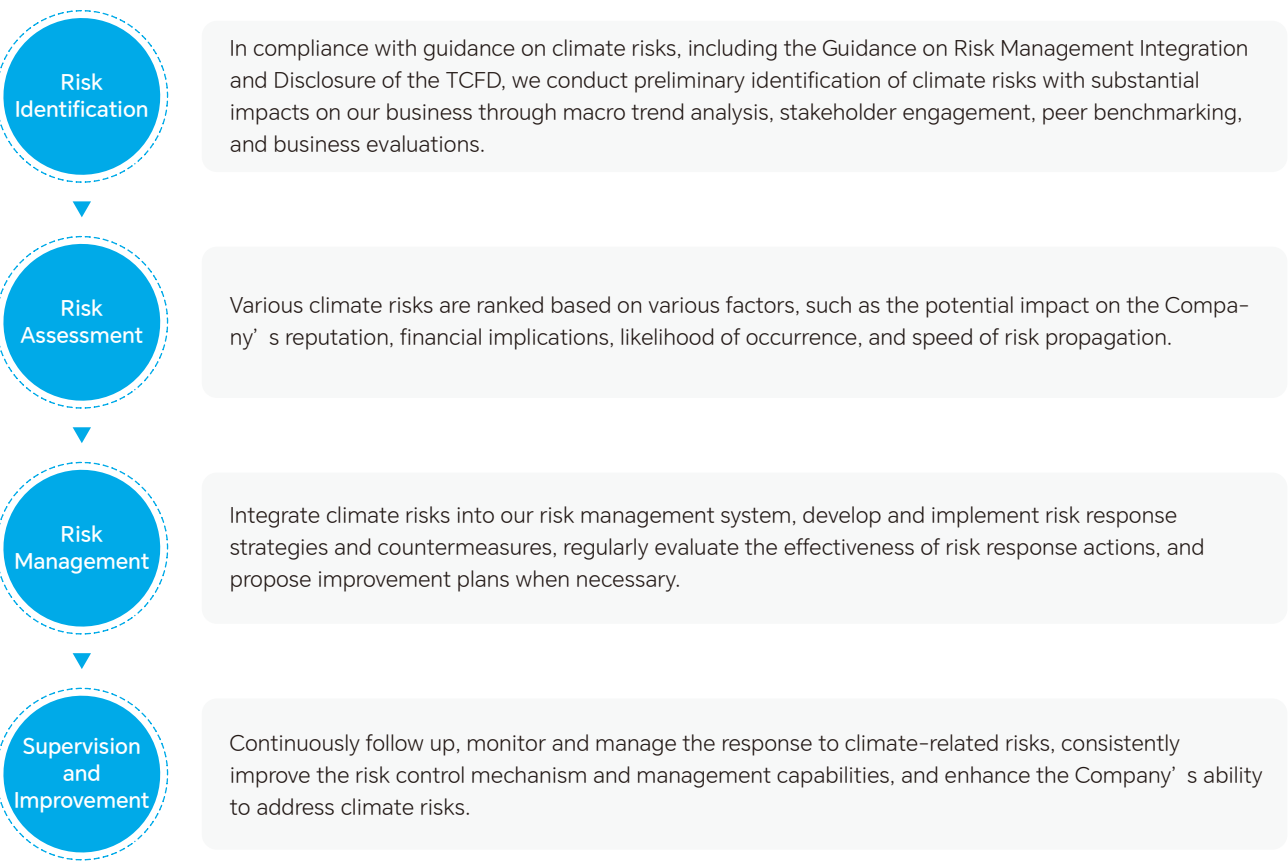 Risk
Identification
In compliance with guidance on climate risks, including the Guidance on Risk Management Integration
and Disclosure of the TCFD, we conduct preliminary identification of climate risks with substantial
impacts on our business through macro trend analysis, stakeholder engagement, peer benchmarking,
and business evaluations.
Risk
Assessment
Various climate risks are ranked based on various factors, such as the potential impact on the Compa-
ny’ s reputation, financial implications, likelihood of occurrence, and speed of risk propagation.
Risk
Management
Integrate climate risks into our risk management system, develop and implement risk response
strategies and countermeasures, regularly evaluate the effectiveness of risk response actions, and
propose improvement plans when necessary.
Supervision
and
Improvement
Continuously follow up, monitor and manage the response to climate-related risks, consistently
improve the risk control mechanism and management capabilities, and enhance the Company’ s ability
to address climate risks.